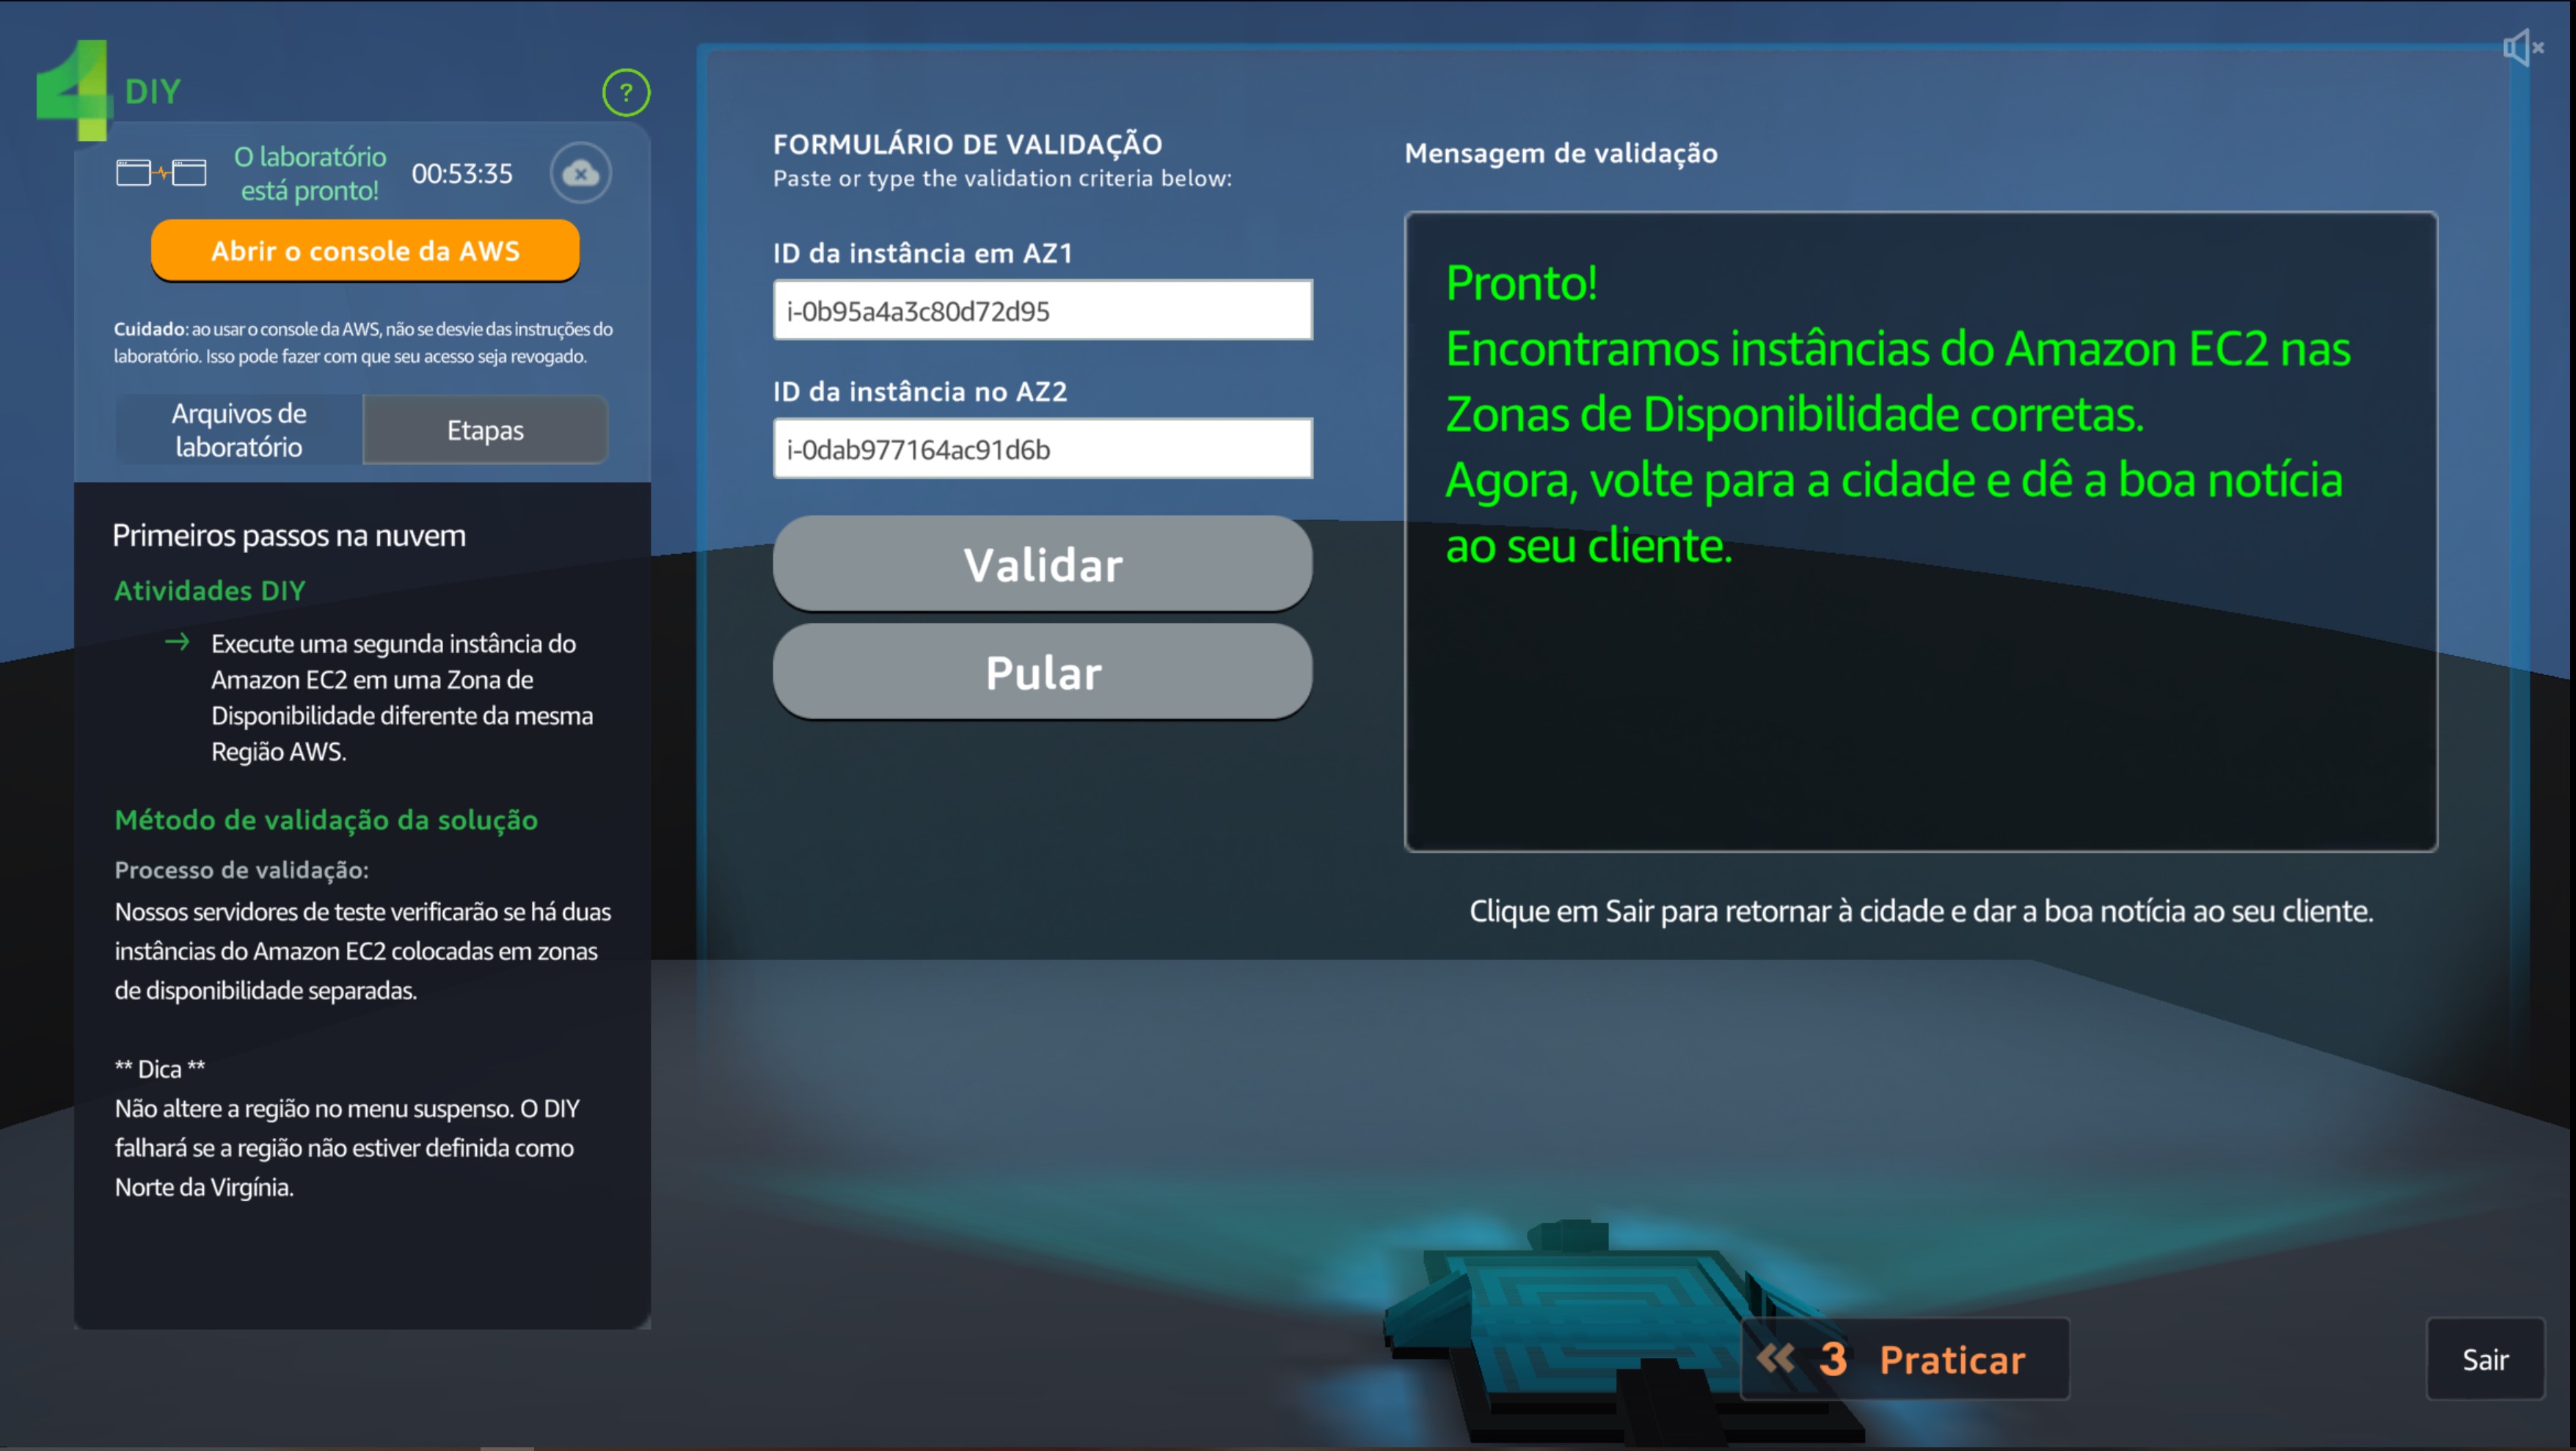 4 DIY
?
O laboratório
está pronto!
00:53:35
Abrir o console da AWS
Cuidado: ao usar o console da AWS, não se desvie das instruções do
laboratório. Isso pode fazer com que seu acesso seja revogado.
Arquivos de
laboratório
Etapas
Primeiros passos na nuvem
Atividades DIY
→ Execute uma segunda instância do
Amazon EC2 em uma Zona de
Disponibilidade diferente da mesma
Região AWS.
Método de validação da solução
Processo de validação:
Nossos servidores de teste verificarão se há duas
instâncias do Amazon EC2 colocadas em zonas
de disponibilidade separadas.
** Dica **
Não altere a região no menu suspenso. O DIY
falhará se a região não estiver definida como
Norte da Virgínia.
FORMULÁRIO DE VALIDAÇÃO
Paste or type the validation criteria below:
ID da instância em AZ1
i-0b95a4a3c80d72d95
ID da instância no AZ2
i-0dab977164ac91d6b
Validar
Pular
Mensagem de validação
Pronto!
Encontramos instâncias do Amazon EC2 nas
Zonas de Disponibilidade corretas.
Agora, volte para a cidade e dê a boa notícia
ao seu cliente.
Clique em Sair para retornar à cidade e dar a boa notícia ao seu cliente.
3 Praticar
Sair